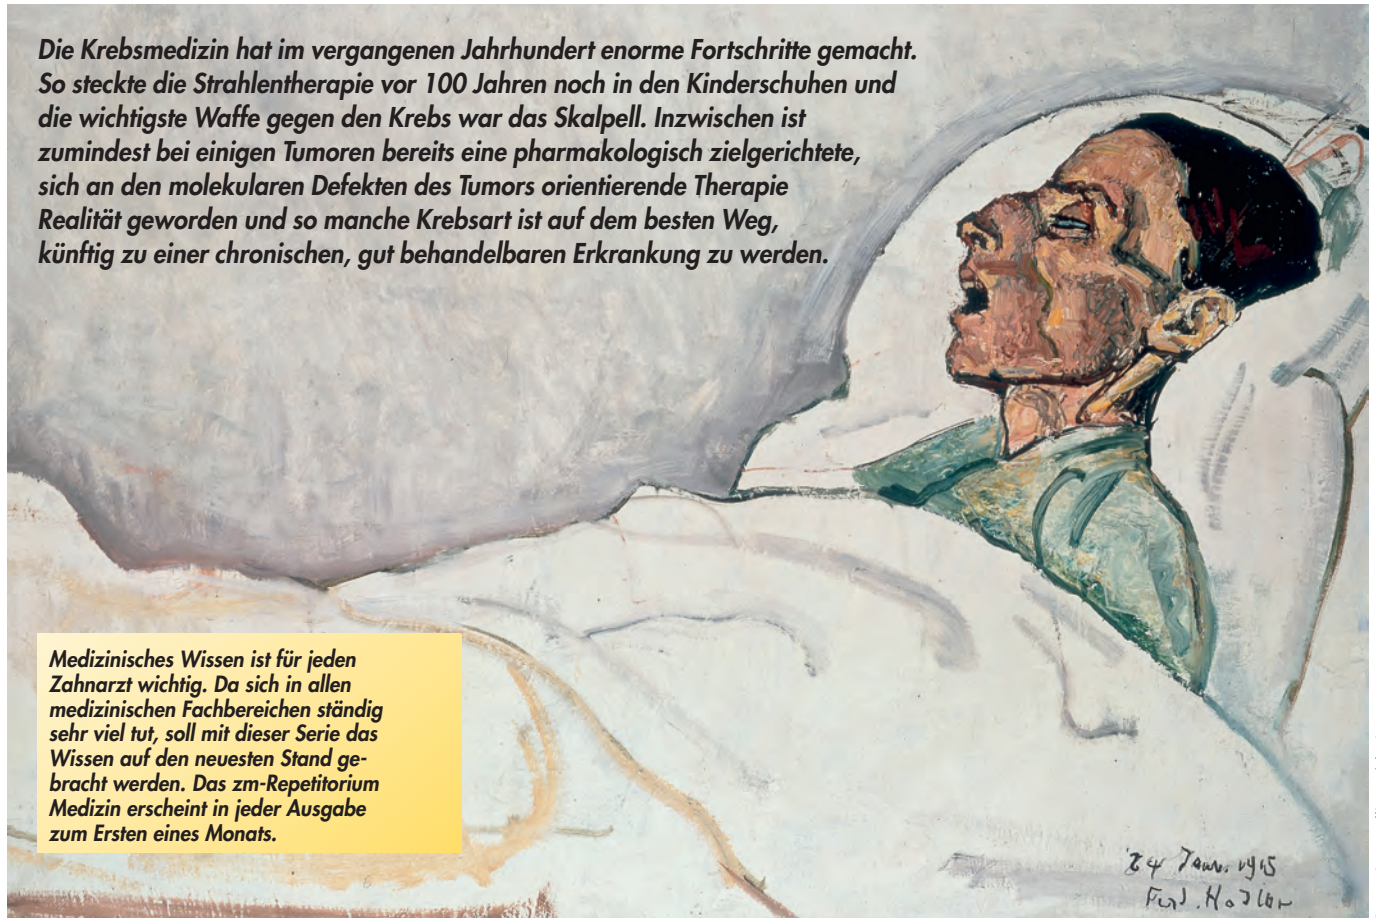 Die Krebsmedizin hat im vergangenen Jahrhundert enorme Fortschritte gemacht.
So steckte die Strahlentherapie vor 100 Jahren noch in den Kinderschuhen und
die wichtigste Waffe gegen den Krebs war das Skalpell. Inzwischen ist
zumindest bei einigen Tumoren bereits eine pharmakologisch zielgerichtete,
sich an den molekularen Defekten des Tumors orientierende Therapie
Realität geworden und so manche Krebsart ist auf dem besten Weg,
künftig zu einer chronischen, gut behandelbaren Erkrankung zu werden.
Medizinisches Wissen ist für jeden
Zahnarzt wichtig. Da sich in allen
medizinischen Fachbereichen ständig
sehr viel tut, soll mit dieser Serie das
Wissen auf den neuesten Stand ge-
bracht werden. Das zm-Repetitorium
Medizin erscheint in jeder Ausgabe
zum Ersten eines Monats.
24 Janv. 1915
Ferd. Hodler